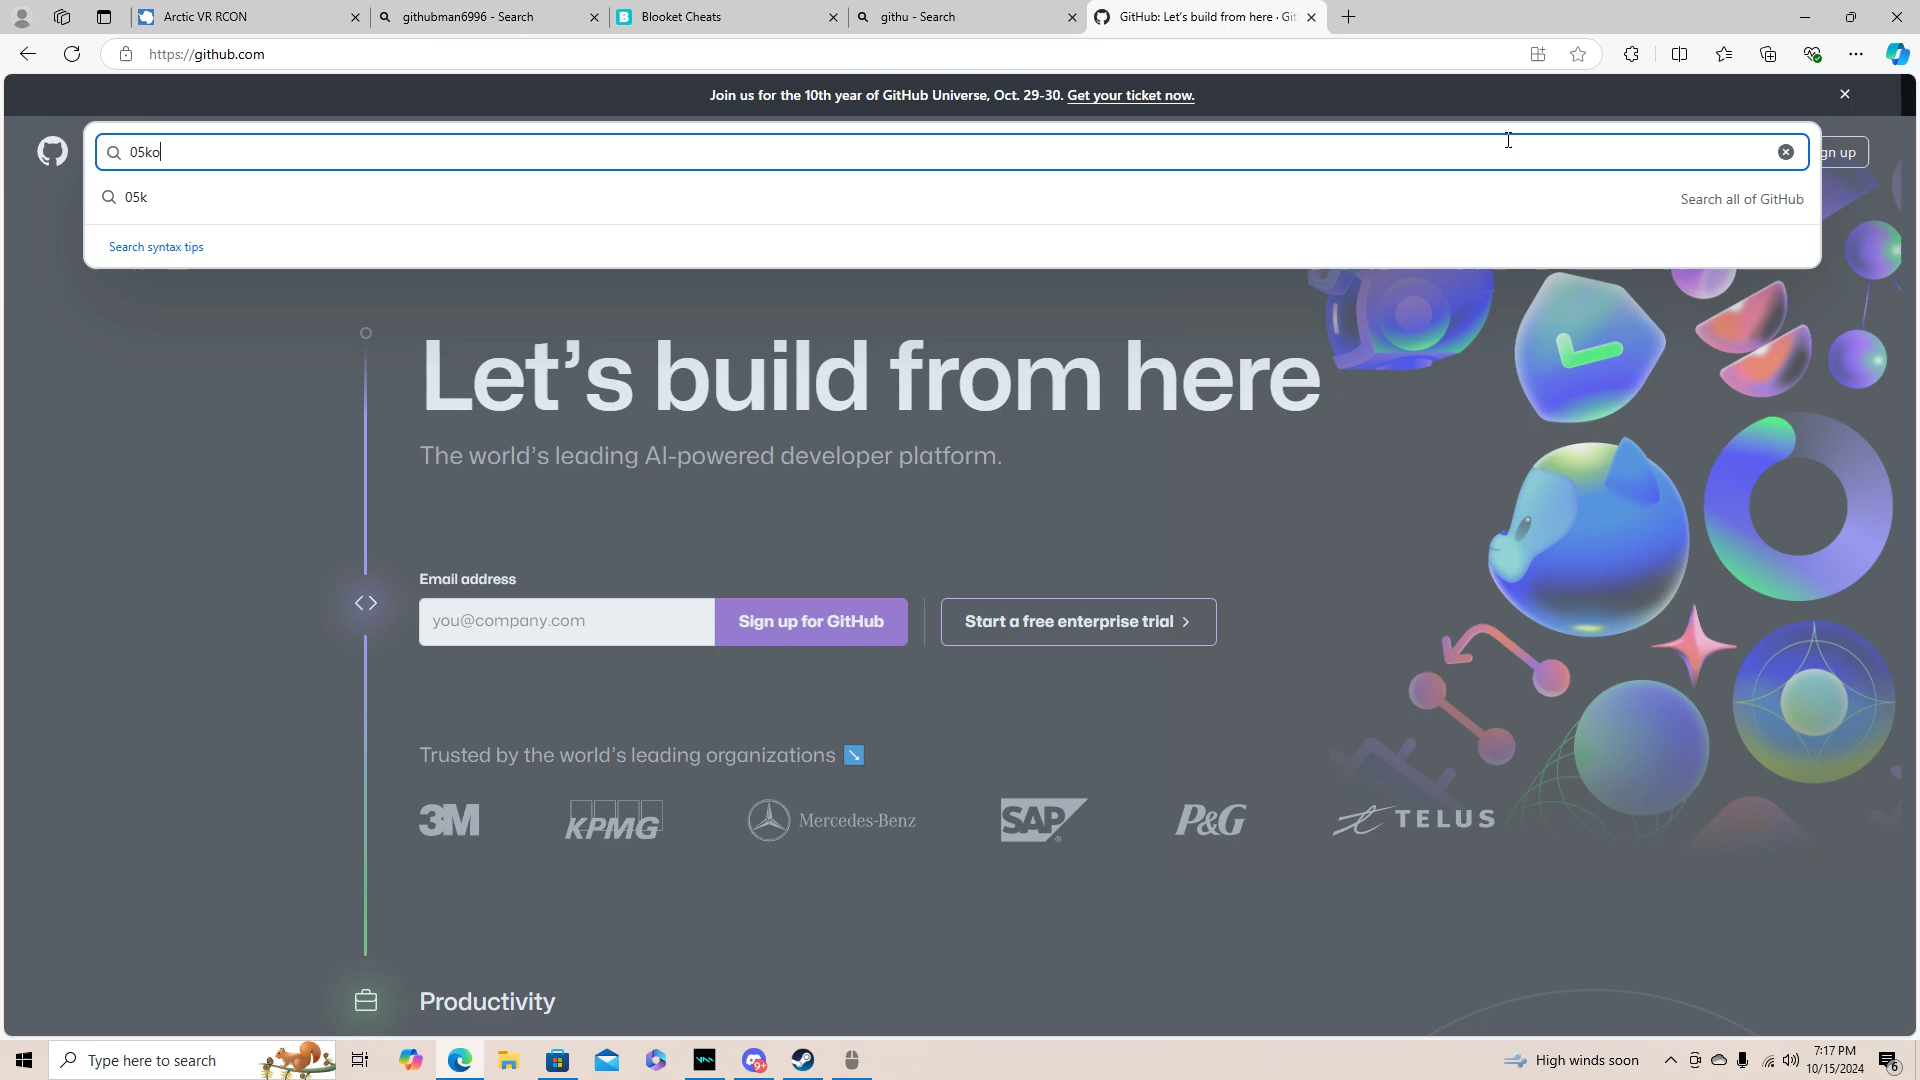 Arctic VR RCON
githubman6996 - Search
Blooket Cheats
githu - Search
GitHub: Let's build from here · Git
https://github.com
Join us for the 10th year of GitHub Universe, Oct. 29-30. Get your ticket now.
05ko
gn up
05k
Search all of GitHub
Search syntax tips
Let's build from here
The world's leading AI-powered developer platform.
Email address
you@company.com
Sign up for GitHub
Start a free enterprise trial
Trusted by the world's leading organizations
3M
KPMG
Mercedes-Benz
SAP
P&G
TELUS
Productivity
Type here to search
9+
High winds soon
7:17 PM
10/15/2024
6